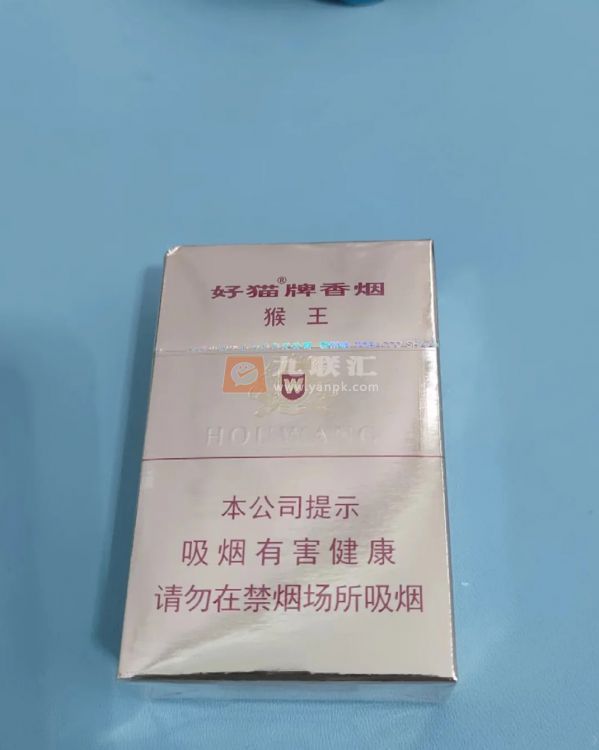 好猫®牌香烟
猴王
九联汇
www.yanpk.com
W
HOUWANG
本公司提示
吸烟有害健康
请勿在禁烟场所吸烟